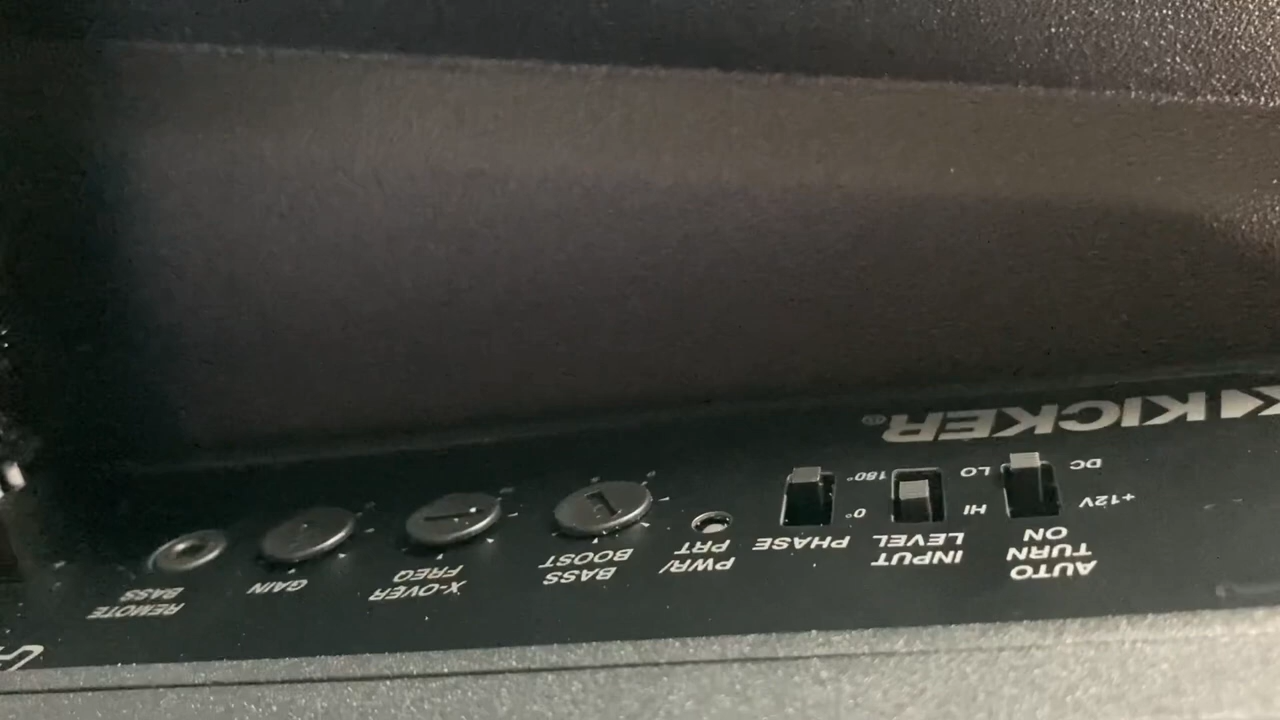 AUTO
TURN
ON
+12V
DC
INPUT
LEVEL
HI
LO
PHASE
0°
180°
PWR/
PRT
BASS
BOOST
X-OVER
FREQ
GAIN
REMOTE
BASS
KICKER®